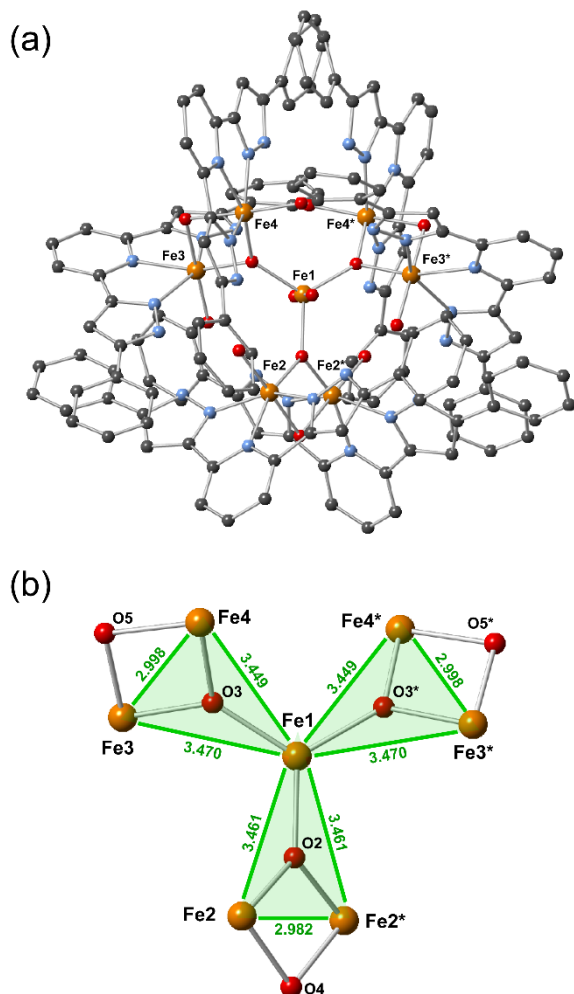 (a)
Fe4
Fe4*
Fe3
Fe3*
Fe1
Fe2
Fe2*
(b)
Fe4
Fe4*
O5
O5*
2.998
3.449
3.449
2.998
O3
O3*
Fe1
Fe3
Fe3*
3.470
3.470
3.461
3.461
O2
Fe2
Fe2*
2.982
O4